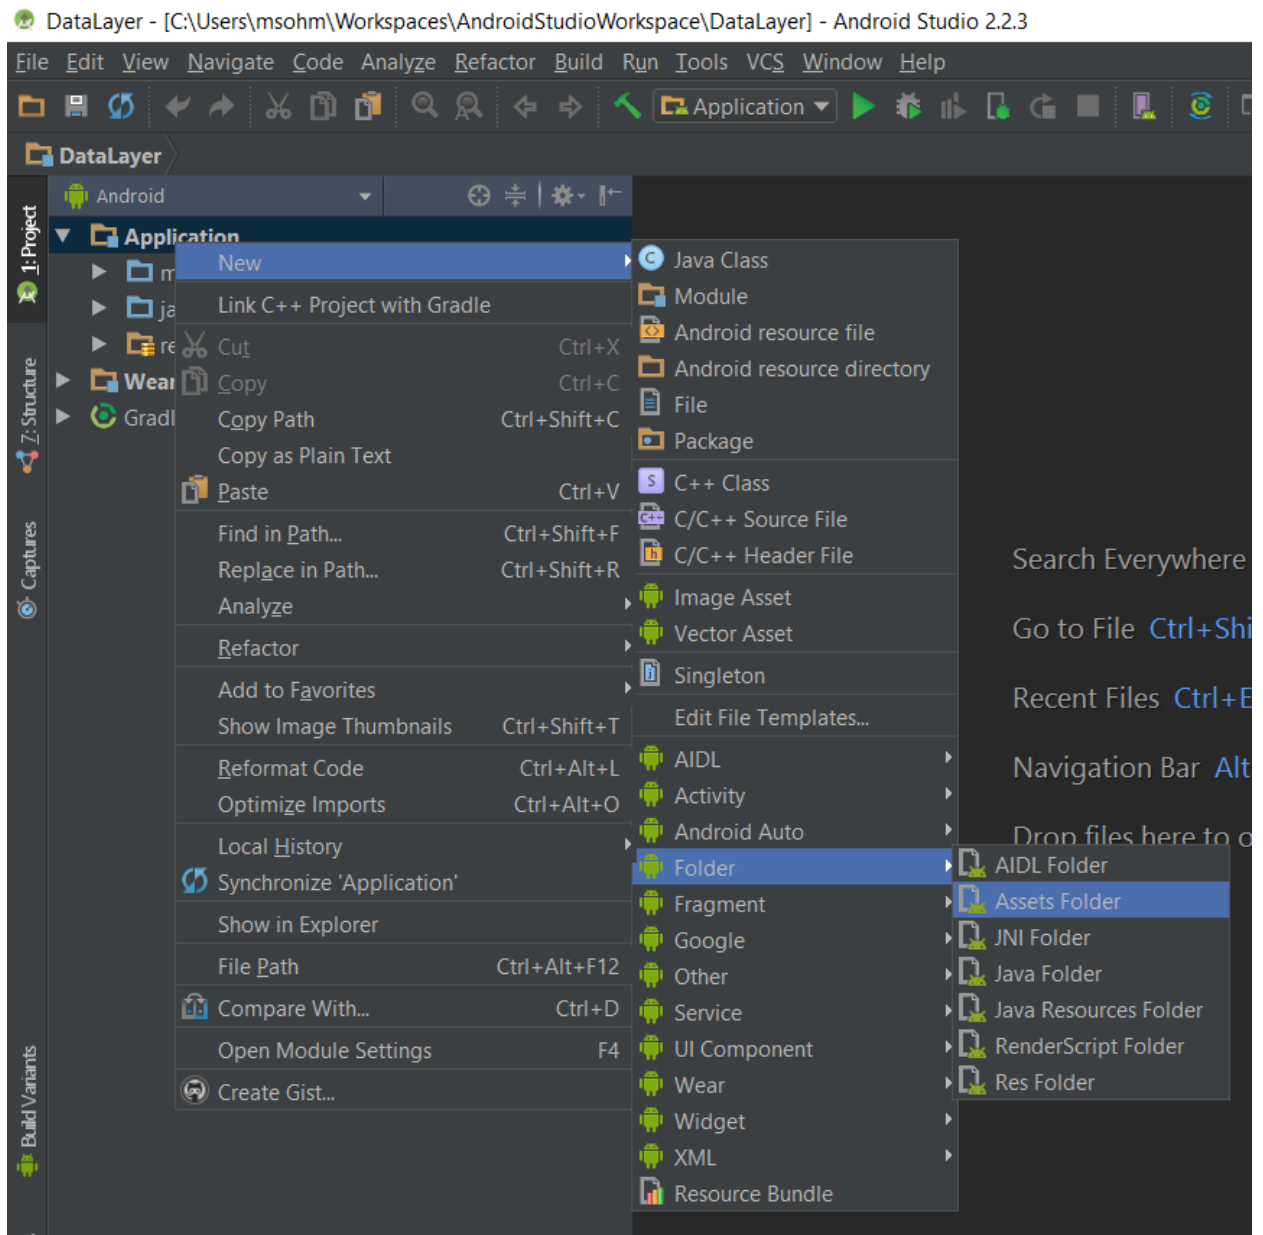 DataLayer - [C:\Users\msohm\Workspaces\AndroidStudioWorkspace\DataLayer] - Android Studio 2.2.3
File Edit View Navigate Code Analyze Refactor Build Run Tools VCS Window Help
Application
DataLayer
Android
1: Project
7: Structure
Captures
Build Variants
Application
m
ja
re
Wear
Gradl
New
Link C++ Project with Gradle
Cut Ctrl+X
Copy Ctrl+C
Copy Path Ctrl+Shift+C
Copy as Plain Text
Paste Ctrl+V
Find in Path... Ctrl+Shift+F
Replace in Path... Ctrl+Shift+R
Analyze
Refactor
Add to Favorites
Show Image Thumbnails Ctrl+Shift+T
Reformat Code Ctrl+Alt+L
Optimize Imports Ctrl+Alt+O
Local History
Synchronize 'Application'
Show in Explorer
File Path Ctrl+Alt+F12
Compare With... Ctrl+D
Open Module Settings F4
Create Gist...
Java Class
Module
Android resource file
Android resource directory
File
Package
C++ Class
C/C++ Source File
C/C++ Header File
Image Asset
Vector Asset
Singleton
Edit File Templates...
AIDL
Activity
Android Auto
Folder
Fragment
Google
Other
Service
UI Component
Wear
Widget
XML
Resource Bundle
AIDL Folder
Assets Folder
JNI Folder
Java Folder
Java Resources Folder
RenderScript Folder
Res Folder
Search Everywhere
Go to File Ctrl+Shi
Recent Files Ctrl+E
Navigation Bar Alt
Drop files here to o